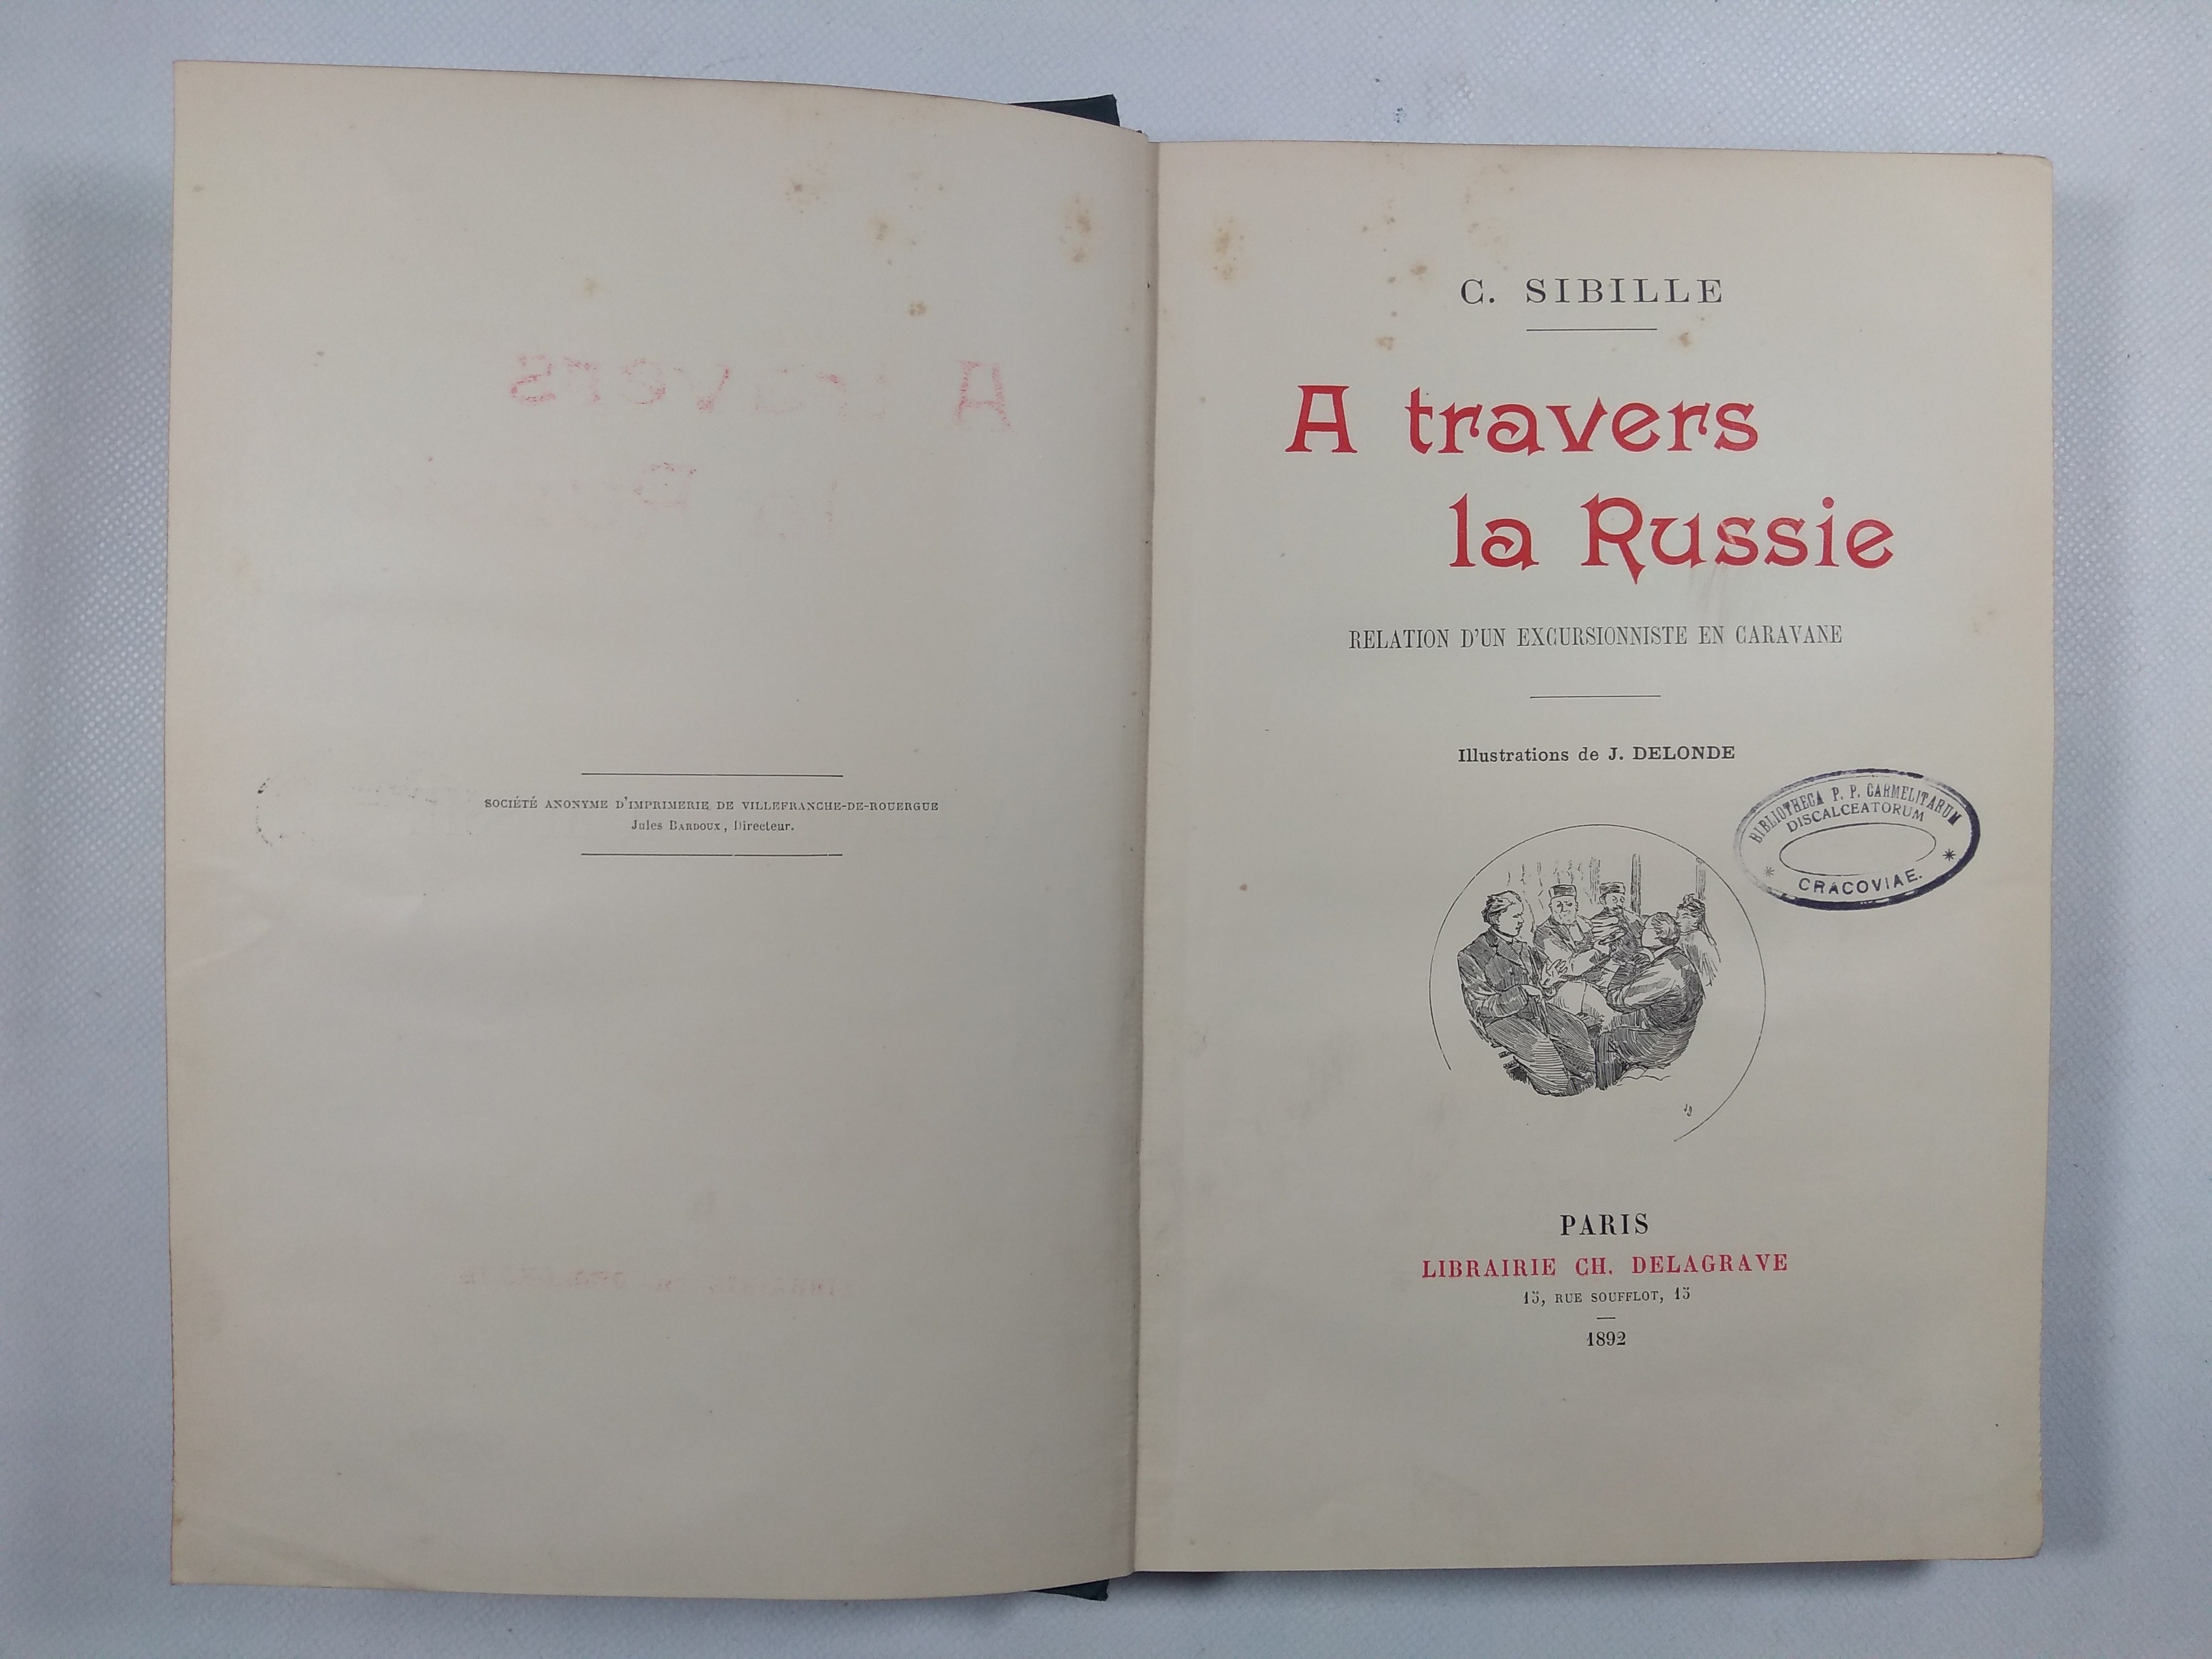 SOCIÉTÉ ANONYME D'IMPRIMERIE DE VILLEFRANCHE-DE-ROUERGUE
Jules BARDOUX, Directeur.
C. SIBILLE
A travers
la Russie
RELATION D'UN EXCURSIONNISTE EN CARAVANE
Illustrations de J. DELONDE
BIBLIOTHECA P. P. CARMELITARUM
DISCALCEATORUM
* CRACOVIAE. *
JD
PARIS
LIBRAIRIE CH. DELAGRAVE
15, RUE SOUFFLOT, 15
1892